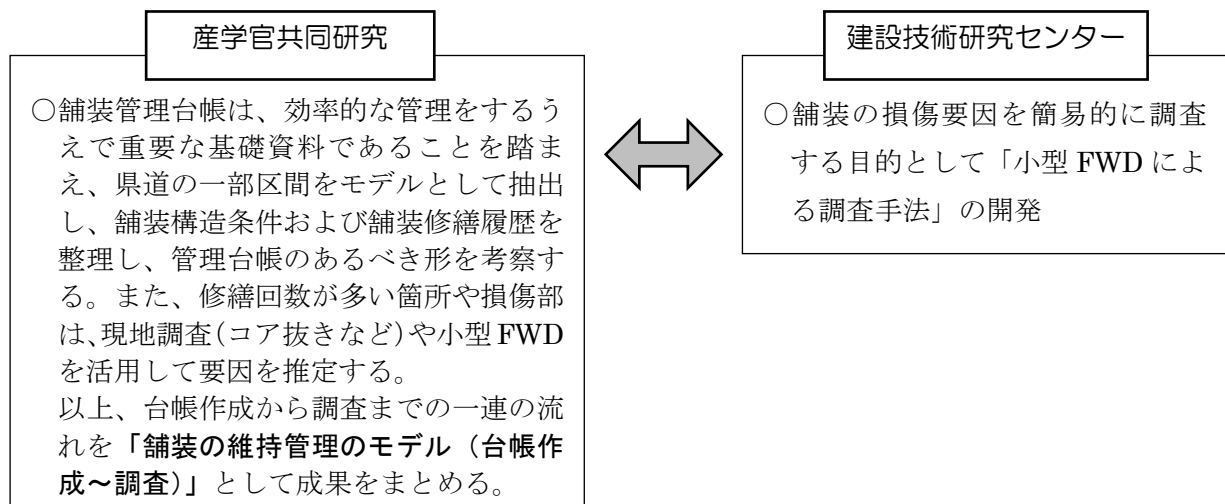 産学官共同研究
○舗装管理台帳は、効率的な管理をするう
えで重要な基礎資料であることを踏ま
え、県道の一部区間をモデルとして抽出
し、舗装構造条件および舗装修繕履歴を
整理し、管理台帳のあるべき形を考察す
る。また、修繕回数が多い箇所や損傷部
は、現地調査(コア抜きなど)や小型 FWD
を活用して要因を推定する。
以上、台帳作成から調査までの一連の流
れを「舗装の維持管理のモデル（台帳作
成～調査）」として成果をまとめる。
建設技術研究センター
○舗装の損傷要因を簡易的に調査
する目的として「小型 FWD によ
る調査手法」の開発